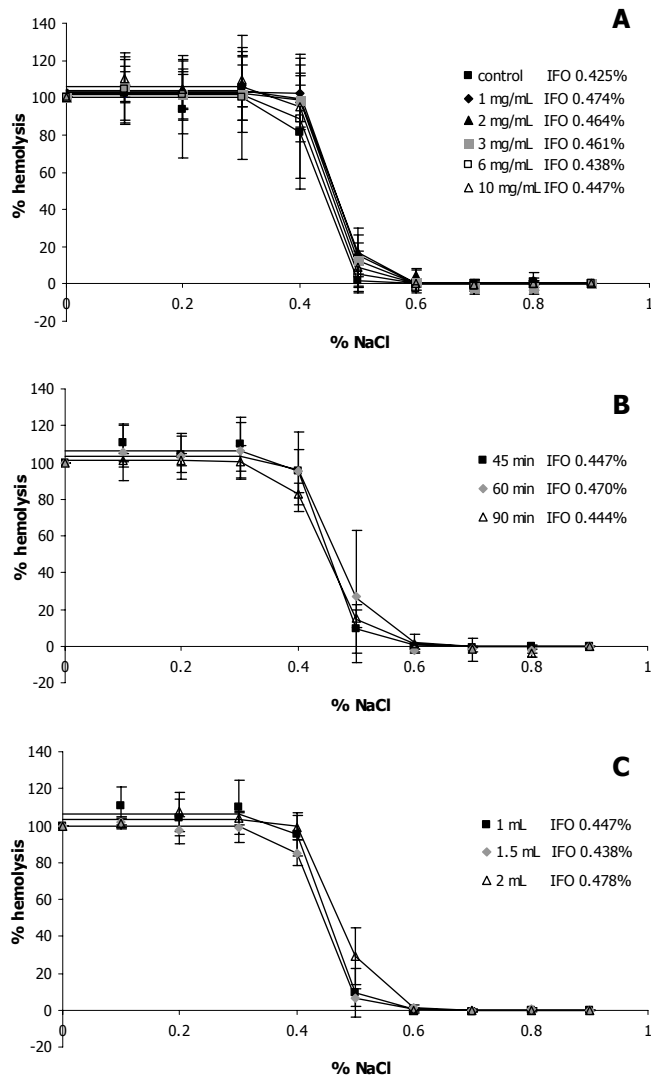 A
140
120
100
80
60
40
20
0
-20
% hemolysis
0
0.2
0.4
0.6
0.8
1
% NaCl
control IFO 0.425%
1 mg/mL IFO 0.474%
2 mg/mL IFO 0.464%
3 mg/mL IFO 0.461%
6 mg/mL IFO 0.438%
10 mg/mL IFO 0.447%
B
140
120
100
80
60
40
20
0
-20
% hemolysis
0
0.2
0.4
0.6
0.8
1
% NaCl
45 min IFO 0.447%
60 min IFO 0.470%
90 min IFO 0.444%
C
140
120
100
80
60
40
20
0
-20
% hemolysis
0
0.2
0.4
0.6
0.8
1
% NaCl
1 mL IFO 0.447%
1.5 mL IFO 0.438%
2 mL IFO 0.478%